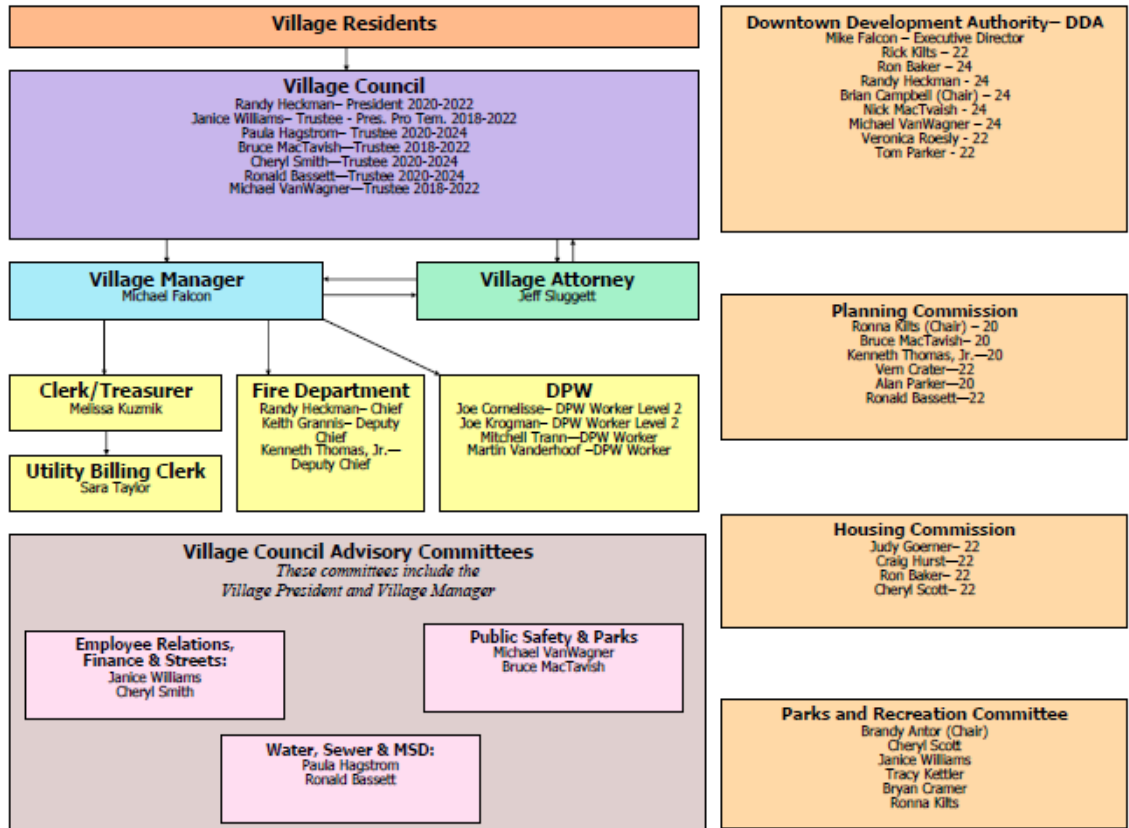 Village Residents
Village Council
Randy Heckman– President 2020-2022
Janice Williams– Trustee - Pres. Pro Tem. 2018-2022
Paula Hagstrom– Trustee 2020-2024
Bruce MacTavish—Trustee 2018-2022
Cheryl Smith—Trustee 2020-2024
Ronald Bassett—Trustee 2020-2024
Michael VanWagner—Trustee 2018-2022
Village Manager
Michael Falcon
Village Attorney
Jeff Sluggett
Clerk/Treasurer
Melissa Kuzmik
Utility Billing Clerk
Sara Taylor
Fire Department
Randy Heckman– Chief
Keith Grannis– Deputy
Chief
Kenneth Thomas, Jr.—
Deputy Chief
DPW
Joe Cornelisse– DPW Worker Level 2
Joe Krogman– DPW Worker Level 2
Mitchell Trann—DPW Worker
Martin Vanderhoof –DPW Worker
Village Council Advisory Committees
These committees include the
Village President and Village Manager
Employee Relations,
Finance & Streets:
Janice Williams
Cheryl Smith
Public Safety & Parks
Michael VanWagner
Bruce MacTavish
Water, Sewer & MSD:
Paula Hagstrom
Ronald Bassett
Downtown Development Authority– DDA
Mike Falcon – Executive Director
Rick Kilts – 22
Ron Baker – 24
Randy Heckman - 24
Brian Campbell (Chair) – 24
Nick MacTvaish - 24
Michael VanWagner – 24
Veronica Roesly - 22
Tom Parker - 22
Planning Commission
Ronna Kilts (Chair) – 20
Bruce MacTavish– 20
Kenneth Thomas, Jr.—20
Vern Crater—22
Alan Parker—20
Ronald Bassett—22
Housing Commission
Judy Goerner– 22
Craig Hurst—22
Ron Baker– 22
Cheryl Scott– 22
Parks and Recreation Committee
Brandy Antor (Chair)
Cheryl Scott
Janice Williams
Tracy Kettler
Bryan Cramer
Ronna Kilts